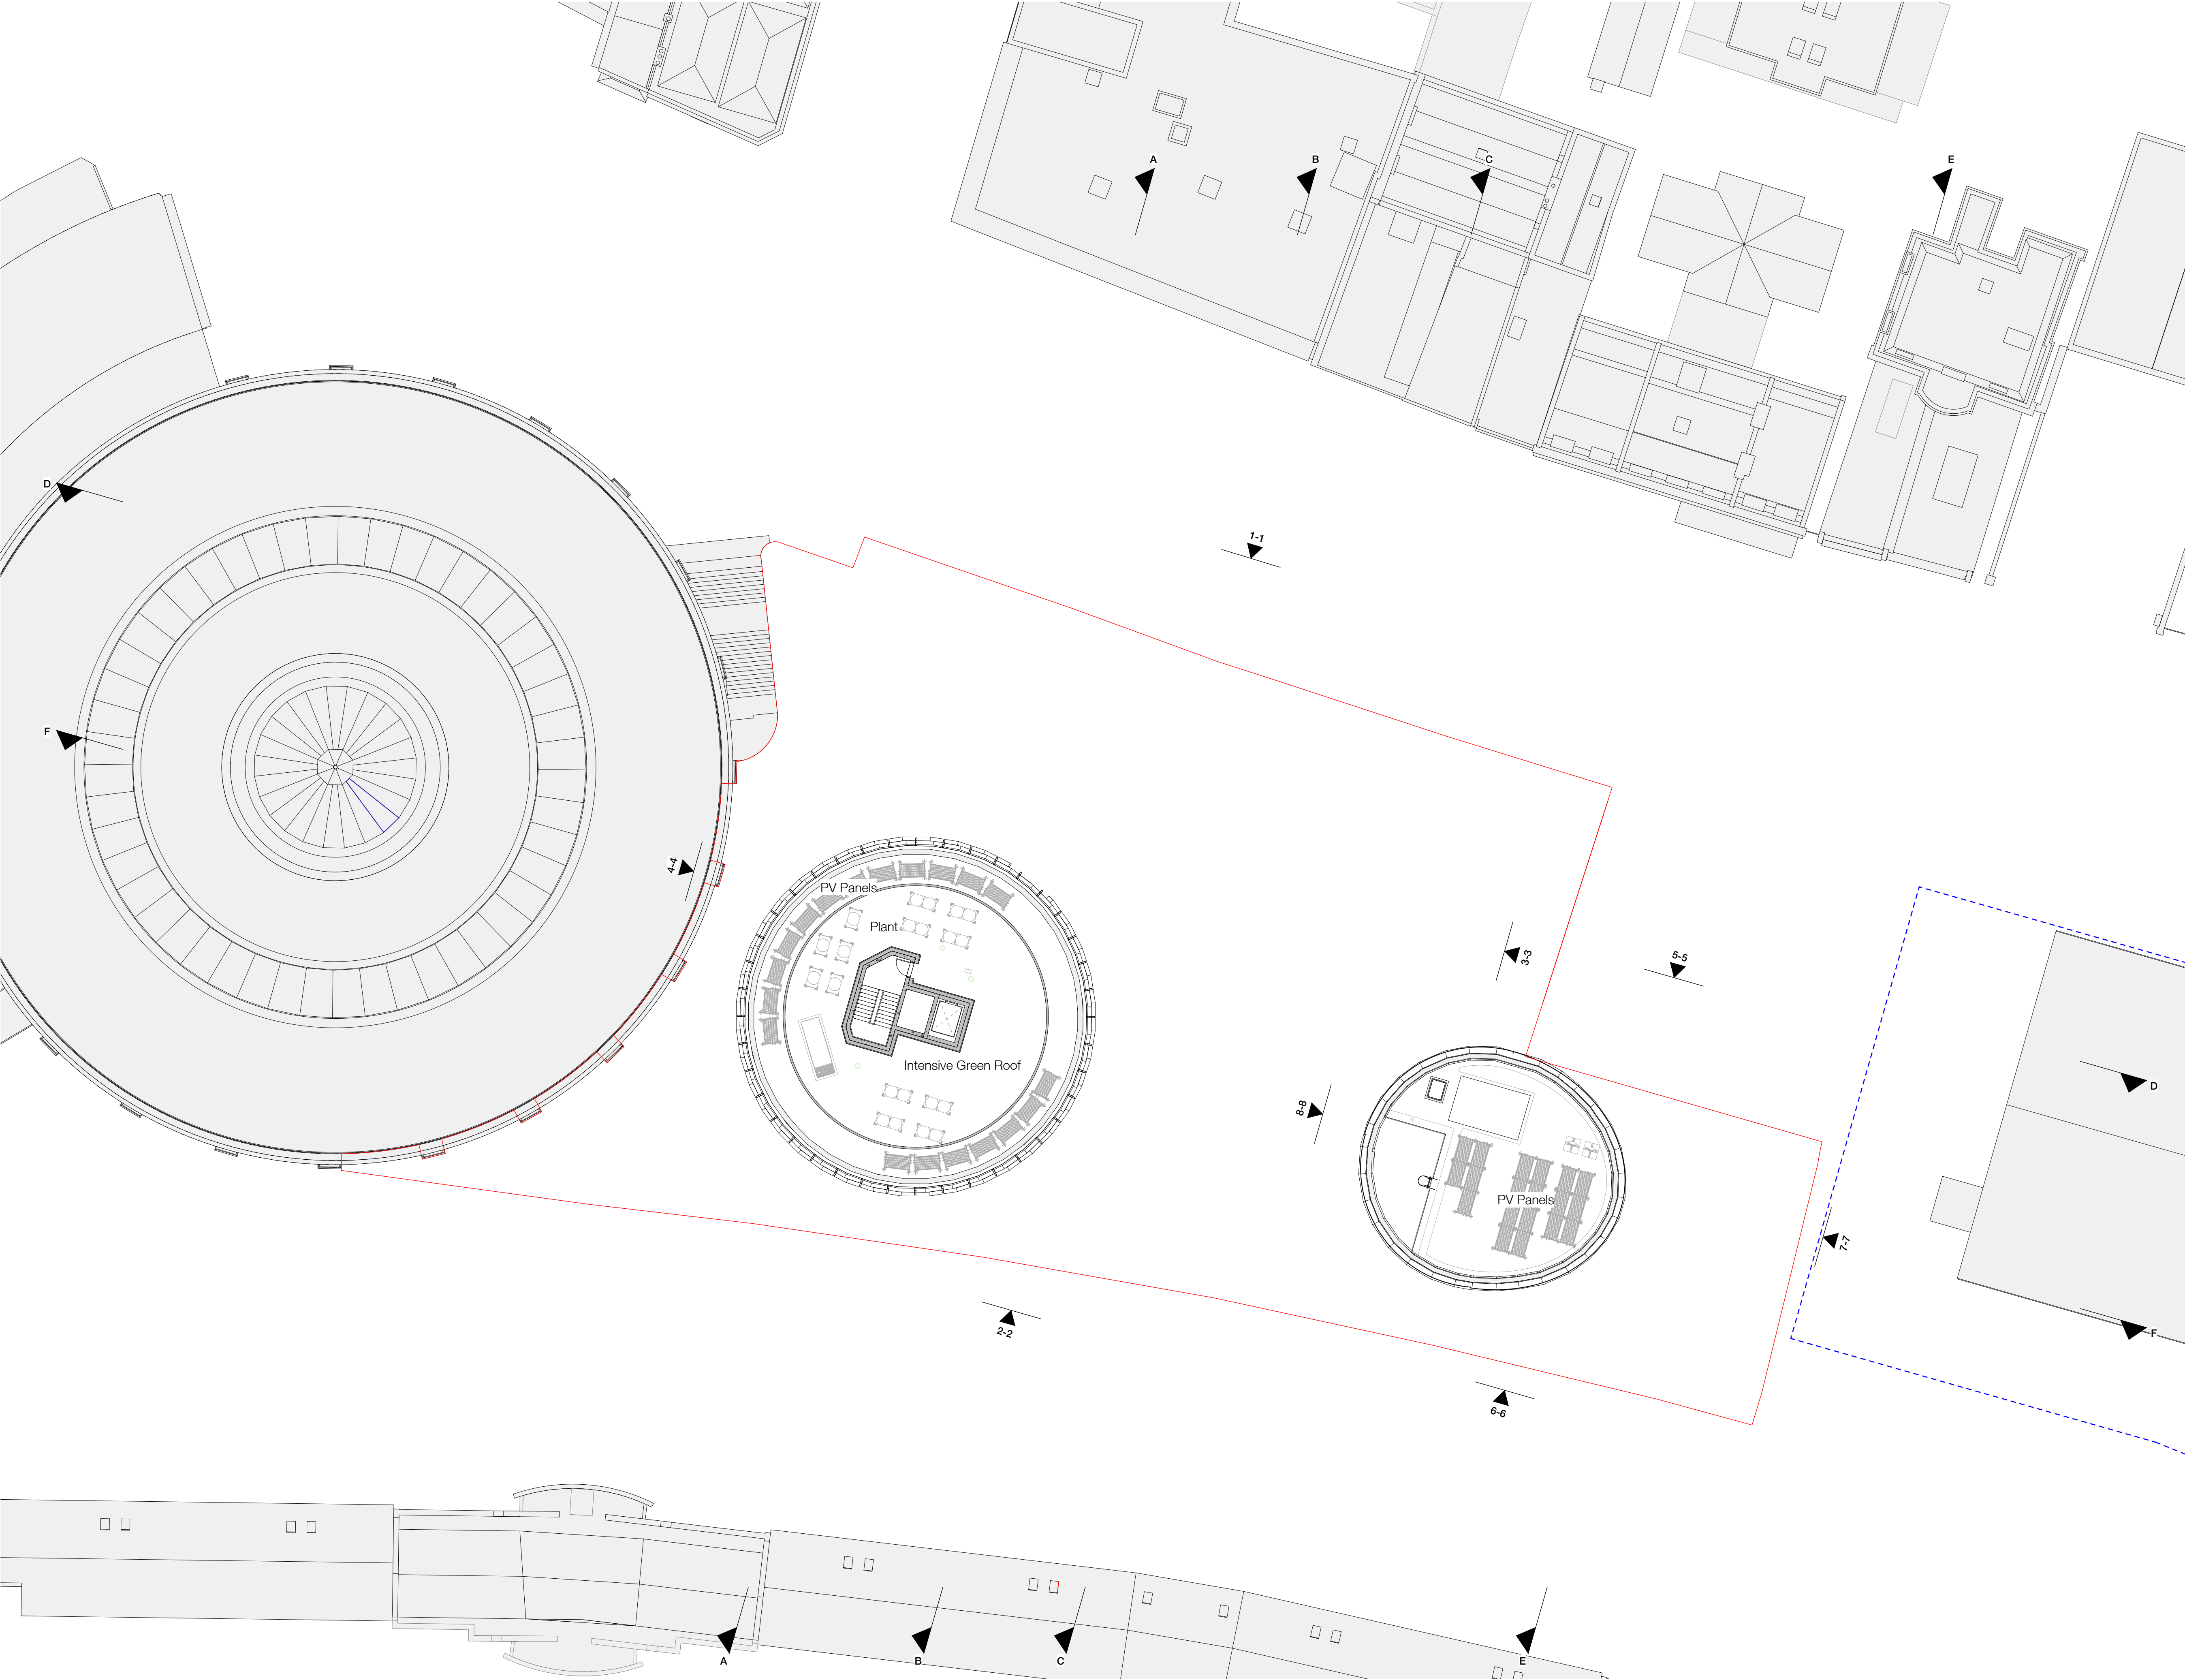 A
B
C
E
D
1-1
F
4-4
PV Panels
Plant
3-3
5-5
Intensive Green Roof
D
8-8
PV Panels
7-7
2-2
F
6-6
A
B
C
E